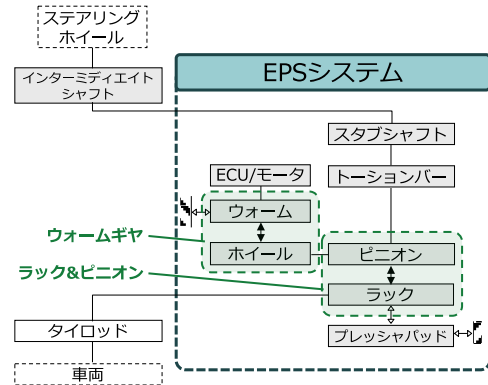 ステアリング
ホイール
インターミディエイト
シャフト
EPSシステム
スタブシャフト
ECU/モータ
トーションバー
ウォーム
ウォームギヤ
ホイール
ピニオン
ラック&ピニオン
ラック
タイロッド
プレッシャパッド
車両